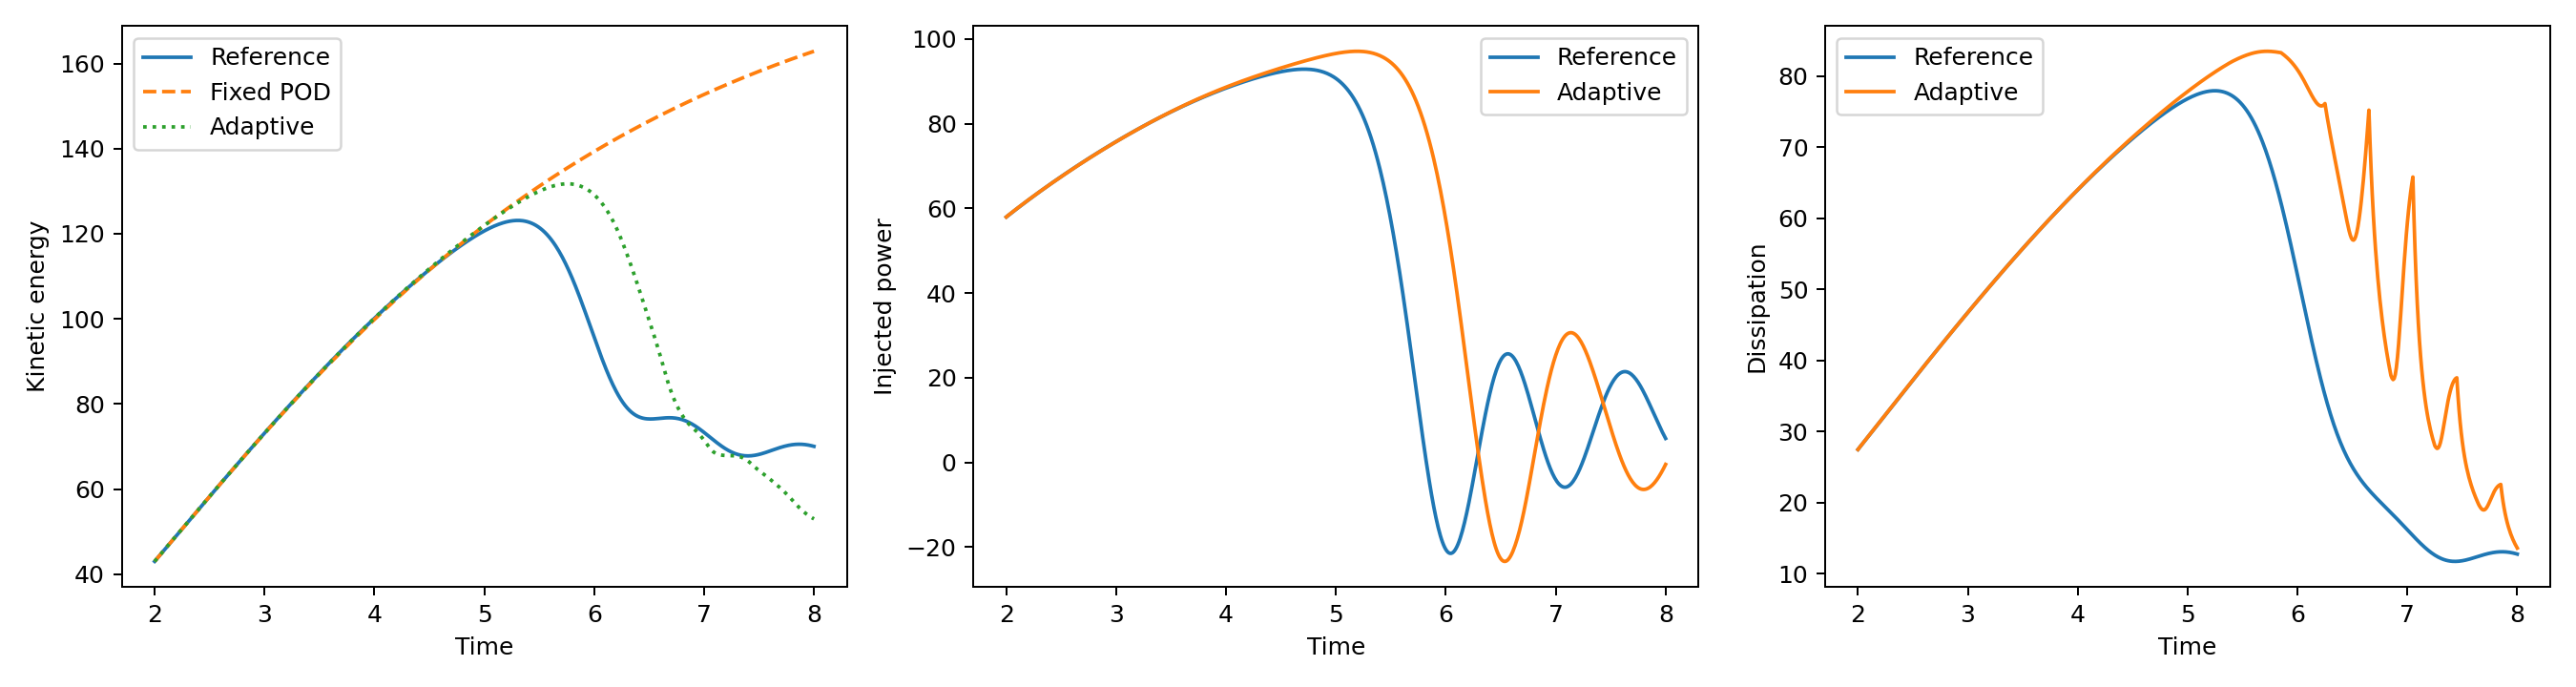 Reference
Fixed POD
Adaptive
Kinetic energy
160
140
120
100
80
60
40
2 3 4 5 6 7 8
Time
Reference
Adaptive
Injected power
100
80
60
40
20
0
−20
2 3 4 5 6 7 8
Time
Reference
Adaptive
Dissipation
80
70
60
50
40
30
20
10
2 3 4 5 6 7 8
Time